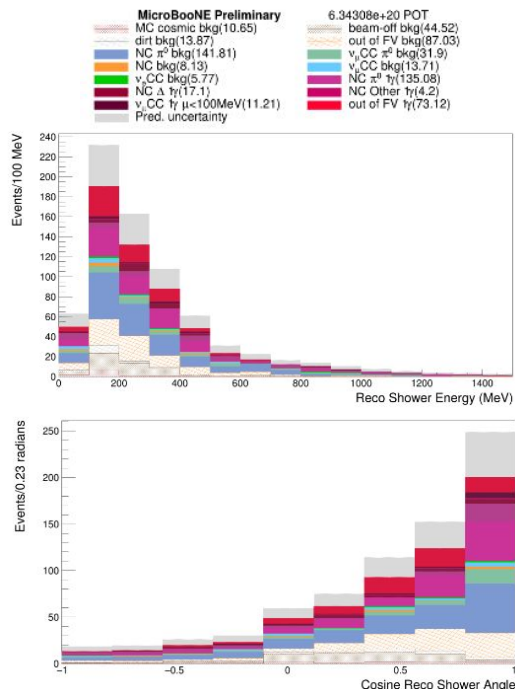 MicroBooNE Preliminary 6.34308e+20 POT
MC cosmic bkg(10.65) beam-off bkg(44.52)
dirt bkg(13.87) out of FV bkg(87.03)
NC π⁰ bkg(141.81) νμCC π⁰ bkg(31.9)
NC bkg(8.13) νμCC bkg(13.71)
νeCC bkg(5.77) NC π⁰ 1γ(135.08)
NC Δ 1γ(17.1) NC Other 1γ(4.2)
νμCC 1γ μ<100MeV(11.21) out of FV 1γ(73.12)
Pred. uncertainty
Events/100 MeV
240
220
200
180
160
140
120
100
80
60
40
20
0
0 200 400 600 800 1000 1200 1400
Reco Shower Energy (MeV)
Events/0.23 radians
250
200
150
100
50
0
−1 −0.5 0 0.5 1
Cosine Reco Shower Angle